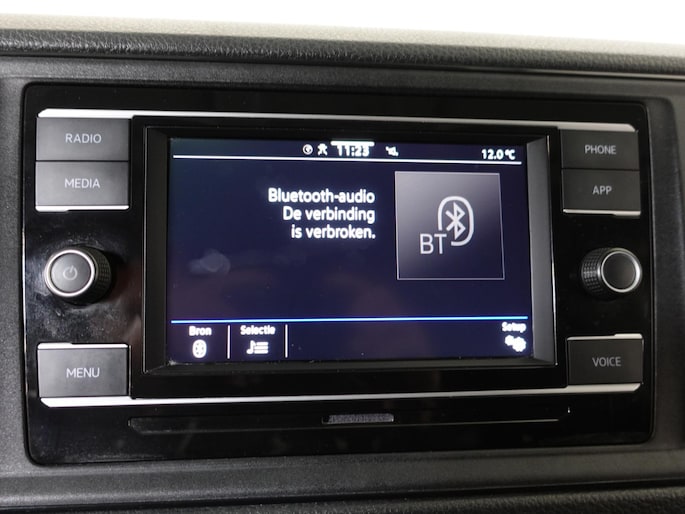 RADIO
MEDIA
MENU
11:23
12.0 °C
Bluetooth-audio
De verbinding
is verbroken.
BT
Bron
Selectie
Setup
PHONE
APP
VOICE